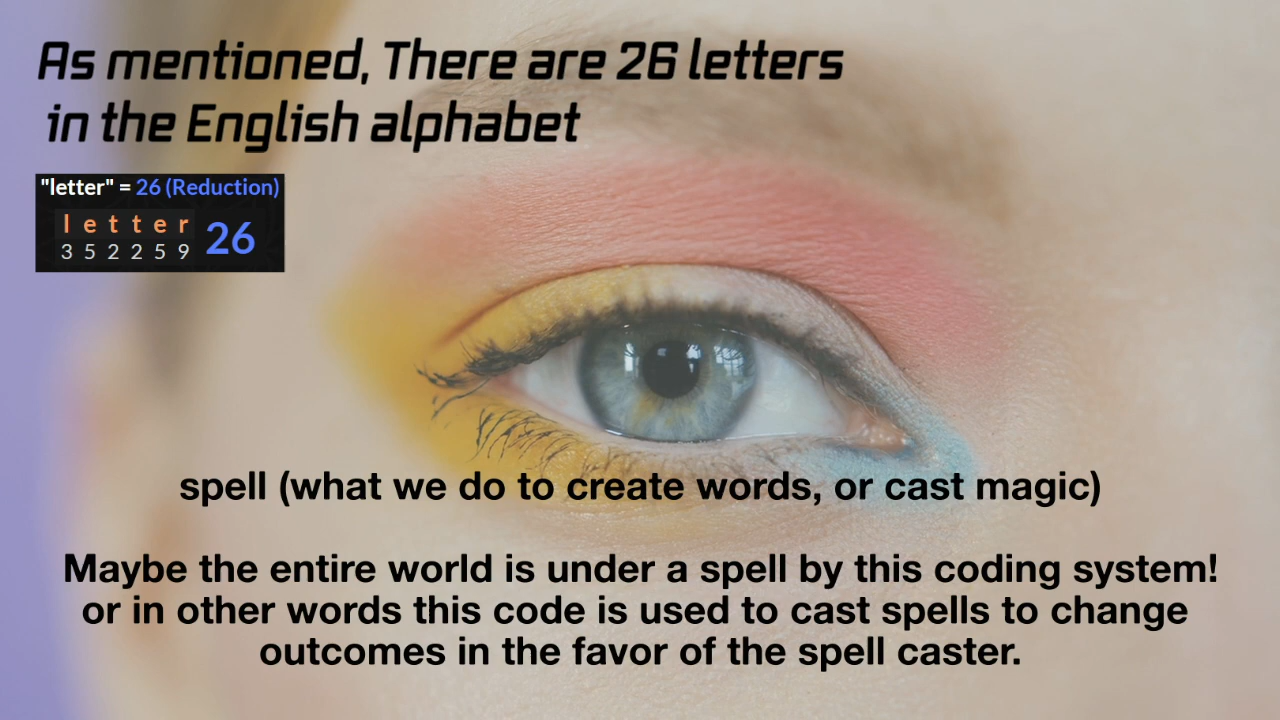 As mentioned, There are 26 letters
in the English alphabet
"letter" = 26 (Reduction)
l e t t e r
3 5 2 2 5 9 26
spell (what we do to create words, or cast magic)
Maybe the entire world is under a spell by this coding system!
or in other words this code is used to cast spells to change
outcomes in the favor of the spell caster.